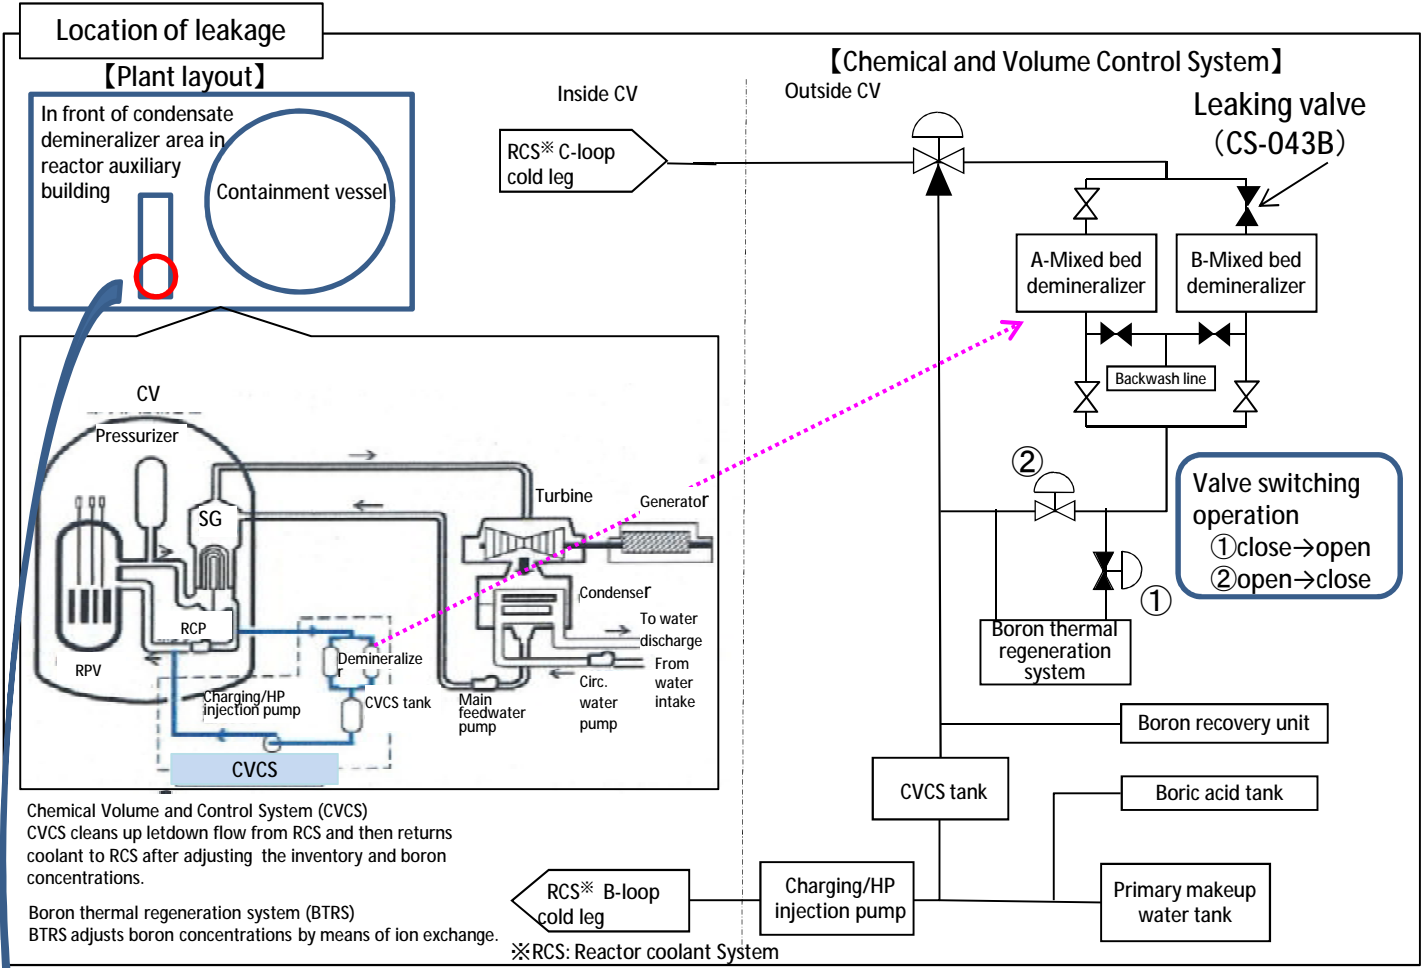 Location of leakage
【Plant layout】
In front of condensate
demineralizer area in
reactor auxiliary
building
Containment vessel
CV
Pressurizer
SG
RCP
RPV
Turbine
Generator
Condenser
To water
discharge
From
water
intake
Circ.
water
pump
Main
feedwater
pump
Demineralize
r
CVCS tank
Charging/HP
injection pump
CVCS
Chemical Volume and Control System (CVCS)
CVCS cleans up letdown flow from RCS and then returns
coolant to RCS after adjusting the inventory and boron
concentrations.
Boron thermal regeneration system (BTRS)
BTRS adjusts boron concentrations by means of ion exchange.
【Chemical and Volume Control System】
Inside CV
Outside CV
Leaking valve
(CS-043B)
RCS※ C-loop
cold leg
A-Mixed bed
demineralizer
B-Mixed bed
demineralizer
Backwash line
②
①
Valve switching
operation
①close→open
②open→close
Boron thermal
regeneration
system
Boron recovery unit
CVCS tank
Boric acid tank
RCS※ B-loop
cold leg
Charging/HP
injection pump
Primary makeup
water tank
※RCS: Reactor coolant System